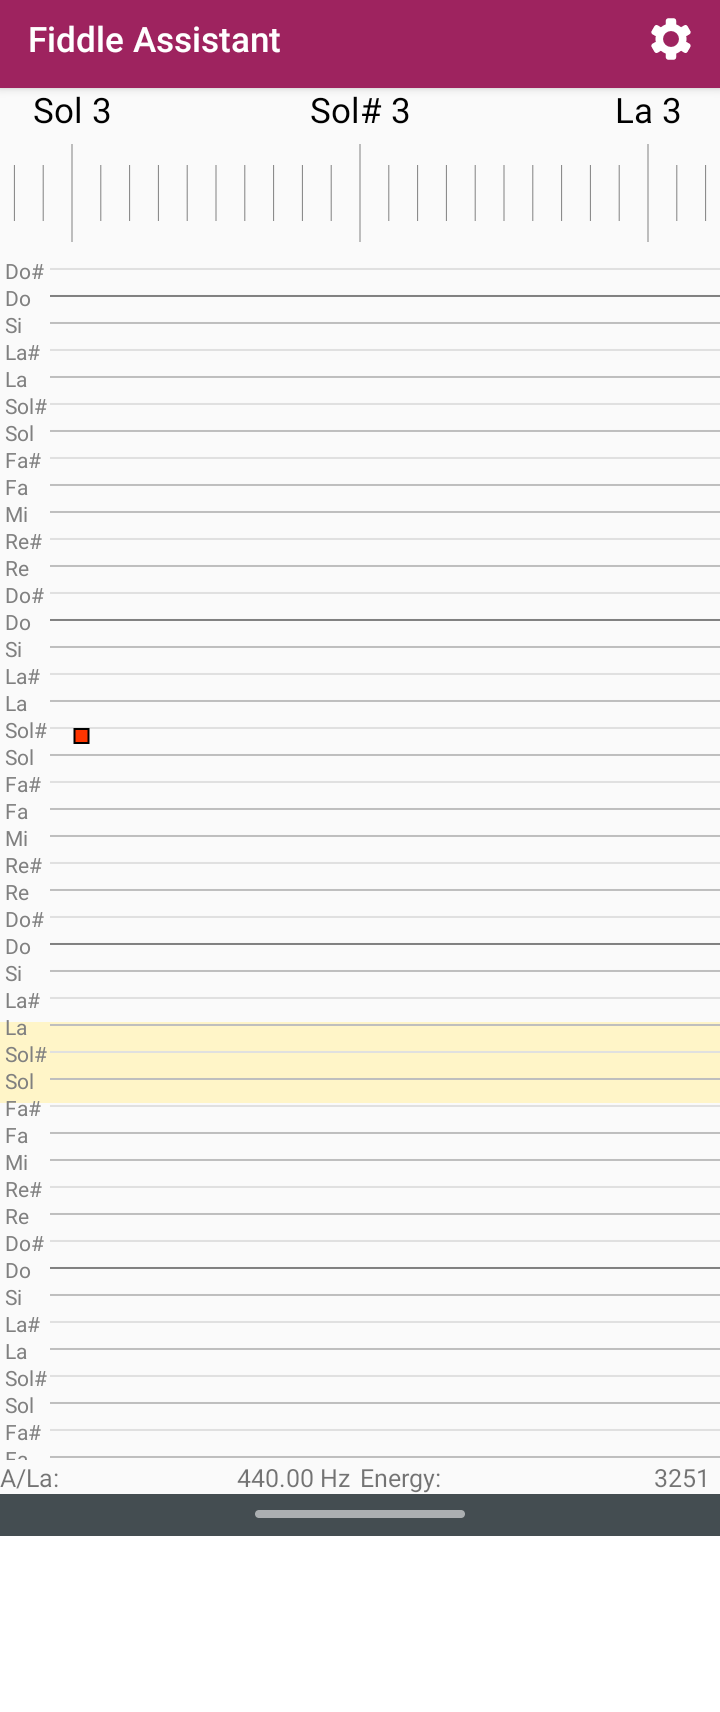 Fiddle Assistant
Sol 3 Sol# 3 La 3
Do#
Do
Si
La#
La
Sol#
Sol
Fa#
Fa
Mi
Re#
Re
Do#
Do
Si
La#
La
Sol#
Sol
Fa#
Fa
Mi
Re#
Re
Do#
Do
Si
La#
La
Sol#
Sol
Fa#
Fa
Mi
Re#
Re
Do#
Do
Si
La#
La
Sol#
Sol
Fa#
Fa
A/La: 440.00 Hz Energy: 3251